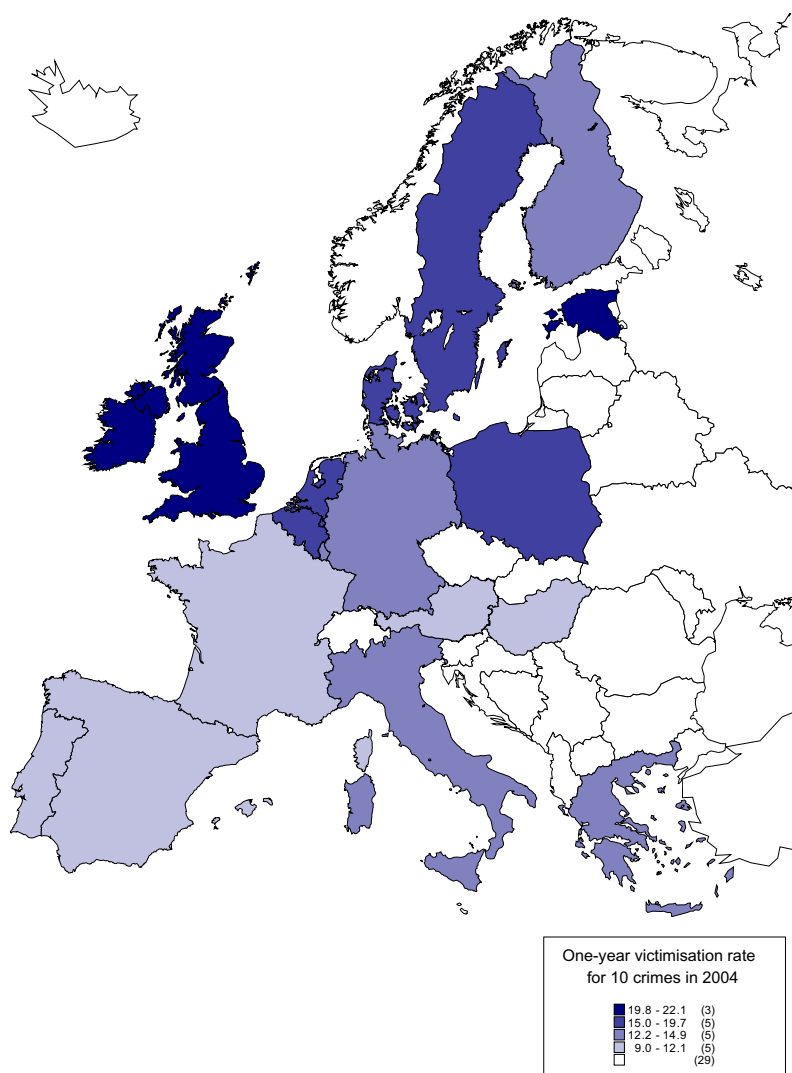 One-year victimisation rate
for 10 crimes in 2004
19.8 - 22.1 (3)
15.0 - 19.7 (5)
12.2 - 14.9 (5)
9.0 - 12.1 (5)
(29)